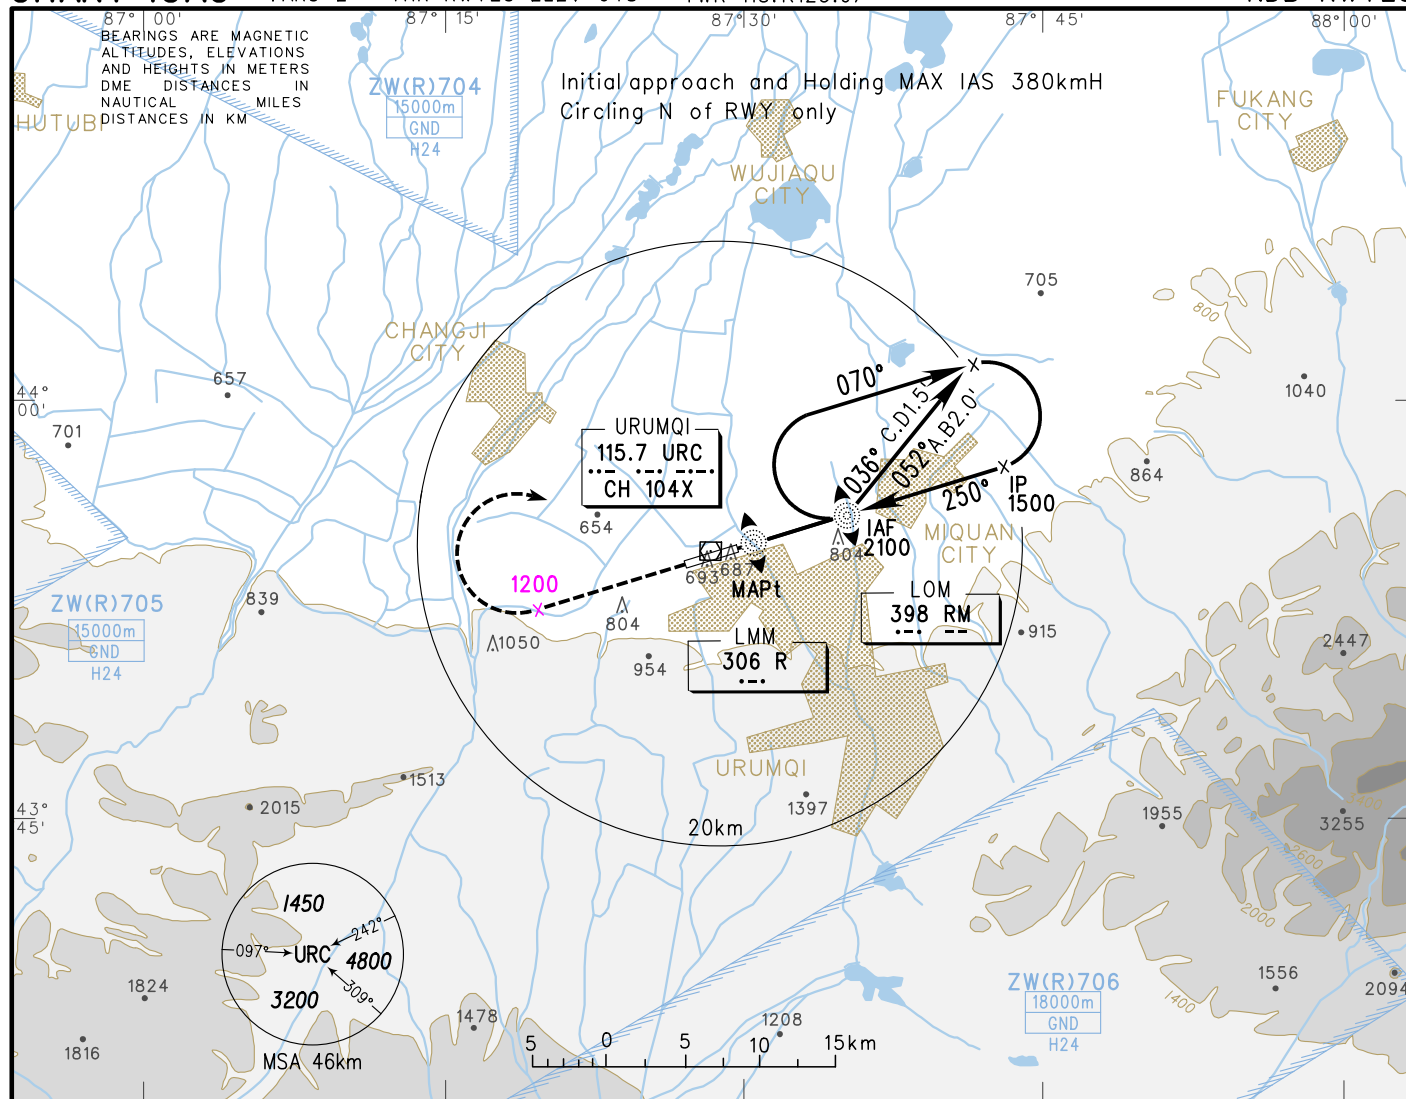 87°00'
87°15'
87°30'
87°45'
88°00'
BEARINGS ARE MAGNETIC
ALTITUDES, ELEVATIONS
AND HEIGHTS IN METERS
DME DISTANCES IN
NAUTICAL MILES
DISTANCES IN KM
HUTUBI
ZW(R)704
15000m
GND
H24
Initial approach and Holding MAX IAS 380kmH
Circling N of RWY only
WUJIAQU
CITY
FUKANG
CITY
705
800
CHANGJI
CITY
657
701
44°
00'
1040
864
070°
C.D1.5'
036°
A.B2.0'
052°
250°
IP
1500
URUMQI
115.7 URC
CH 104X
654
IAF
2100
MIQUAN
CITY
804
693
687
MAPt
1200
804
1050
954
839
ZW(R)705
15000m
GND
H24
LOM
398 RM
LMM
306 R
915
2447
URUMQI
1397
20km
1513
2015
43°
45'
1955
3400
3255
2600
2000
1400
1450
242°
097°
URC
4800
309°
3200
MSA 46km
1824
1816
1478
1208
5 0 5 10 15km
ZW(R)706
18000m
GND
H24
1556
2094